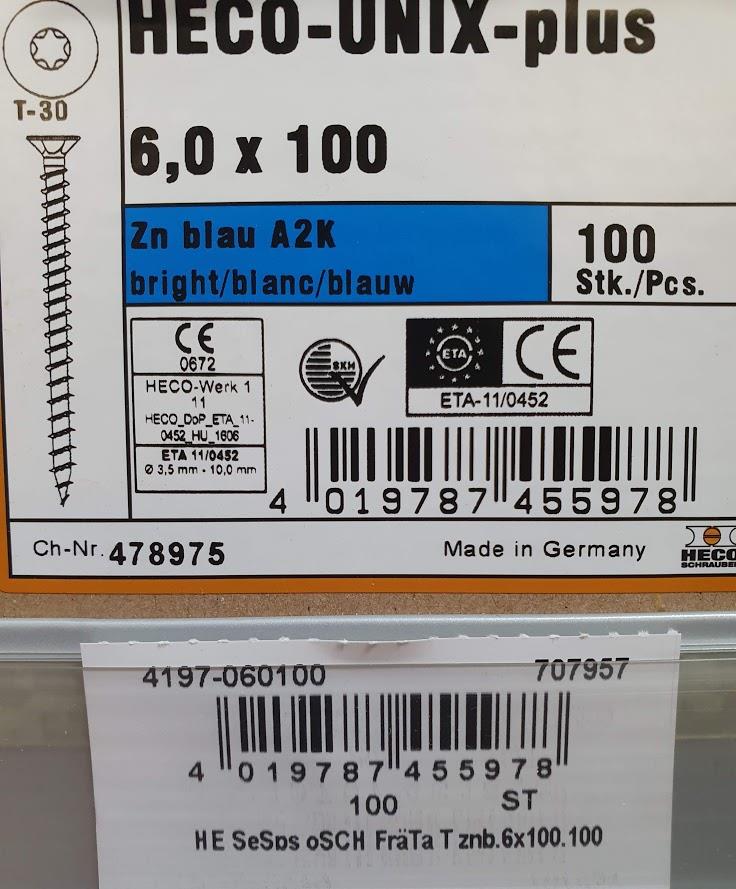 HECO-UNIX-plus
T-30
6,0 x 100
Zn blau A2K
bright/blanc/blauw
100
Stk./Pcs.
CE
0672
HECO-Werk 1
11
HECO_DoP_ETA_11-
0452_HU_1606
ETA 11/0452
Ø 3,5 mm - 10,0 mm
SKH
ETA
CE
ETA-11/0452
4 019787 455978
Ch-Nr. 478975
Made in Germany
HECO
SCHRAUBEN
4197-060100 707957
4 019787 455978
100 ST
HE SeSps oSCH FräTa T znb.6x100.100